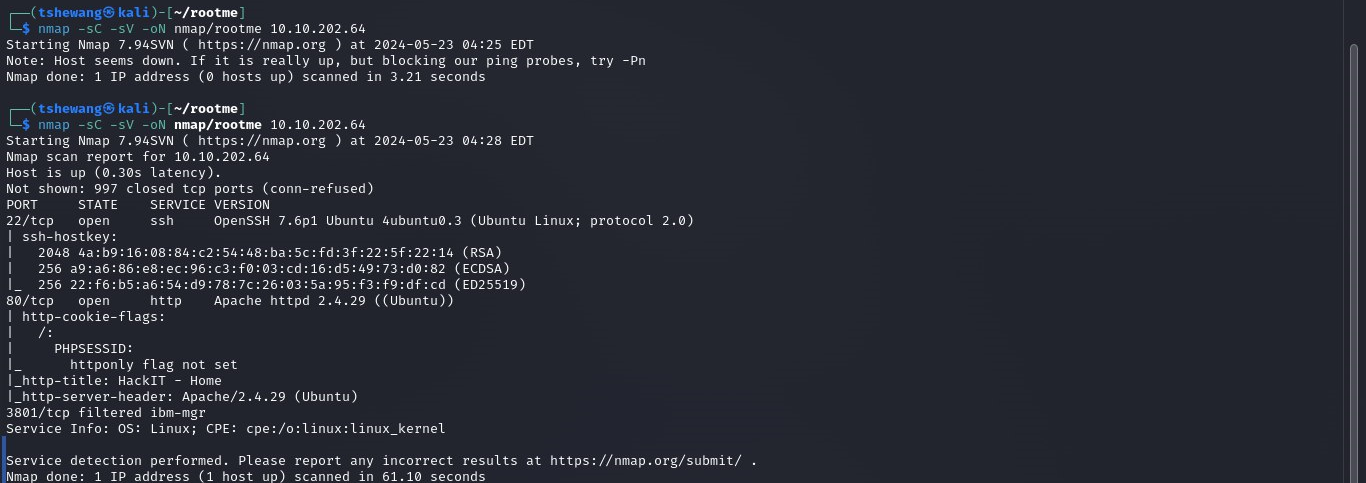 ┌──(tshewang㉿kali)-[~/rootme]
└─$ nmap -sC -sV -oN nmap/rootme 10.10.202.64
Starting Nmap 7.94SVN ( https://nmap.org ) at 2024-05-23 04:25 EDT
Note: Host seems down. If it is really up, but blocking our ping probes, try -Pn
Nmap done: 1 IP address (0 hosts up) scanned in 3.21 seconds
┌──(tshewang㉿kali)-[~/rootme]
└─$ nmap -sC -sV -oN nmap/rootme 10.10.202.64
Starting Nmap 7.94SVN ( https://nmap.org ) at 2024-05-23 04:28 EDT
Nmap scan report for 10.10.202.64
Host is up (0.30s latency).
Not shown: 997 closed tcp ports (conn-refused)
PORT     STATE    SERVICE VERSION
22/tcp   open     ssh     OpenSSH 7.6p1 Ubuntu 4ubuntu0.3 (Ubuntu Linux; protocol 2.0)
| ssh-hostkey:
|   2048 4a:b9:16:08:84:c2:54:48:ba:5c:fd:3f:22:5f:22:14 (RSA)
|   256 a9:a6:86:e8:ec:96:c3:f0:03:cd:16:d5:49:73:d0:82 (ECDSA)
|_  256 22:f6:b5:a6:54:d9:78:7c:26:03:5a:95:f3:f9:df:cd (ED25519)
80/tcp   open     http    Apache httpd 2.4.29 ((Ubuntu))
| http-cookie-flags:
|   /:
|     PHPSESSID:
|_      httponly flag not set
|_http-title: HackIT - Home
|_http-server-header: Apache/2.4.29 (Ubuntu)
3801/tcp filtered ibm-mgr
Service Info: OS: Linux; CPE: cpe:/o:linux:linux_kernel
Service detection performed. Please report any incorrect results at https://nmap.org/submit/ .
Nmap done: 1 IP address (1 host up) scanned in 61.10 seconds